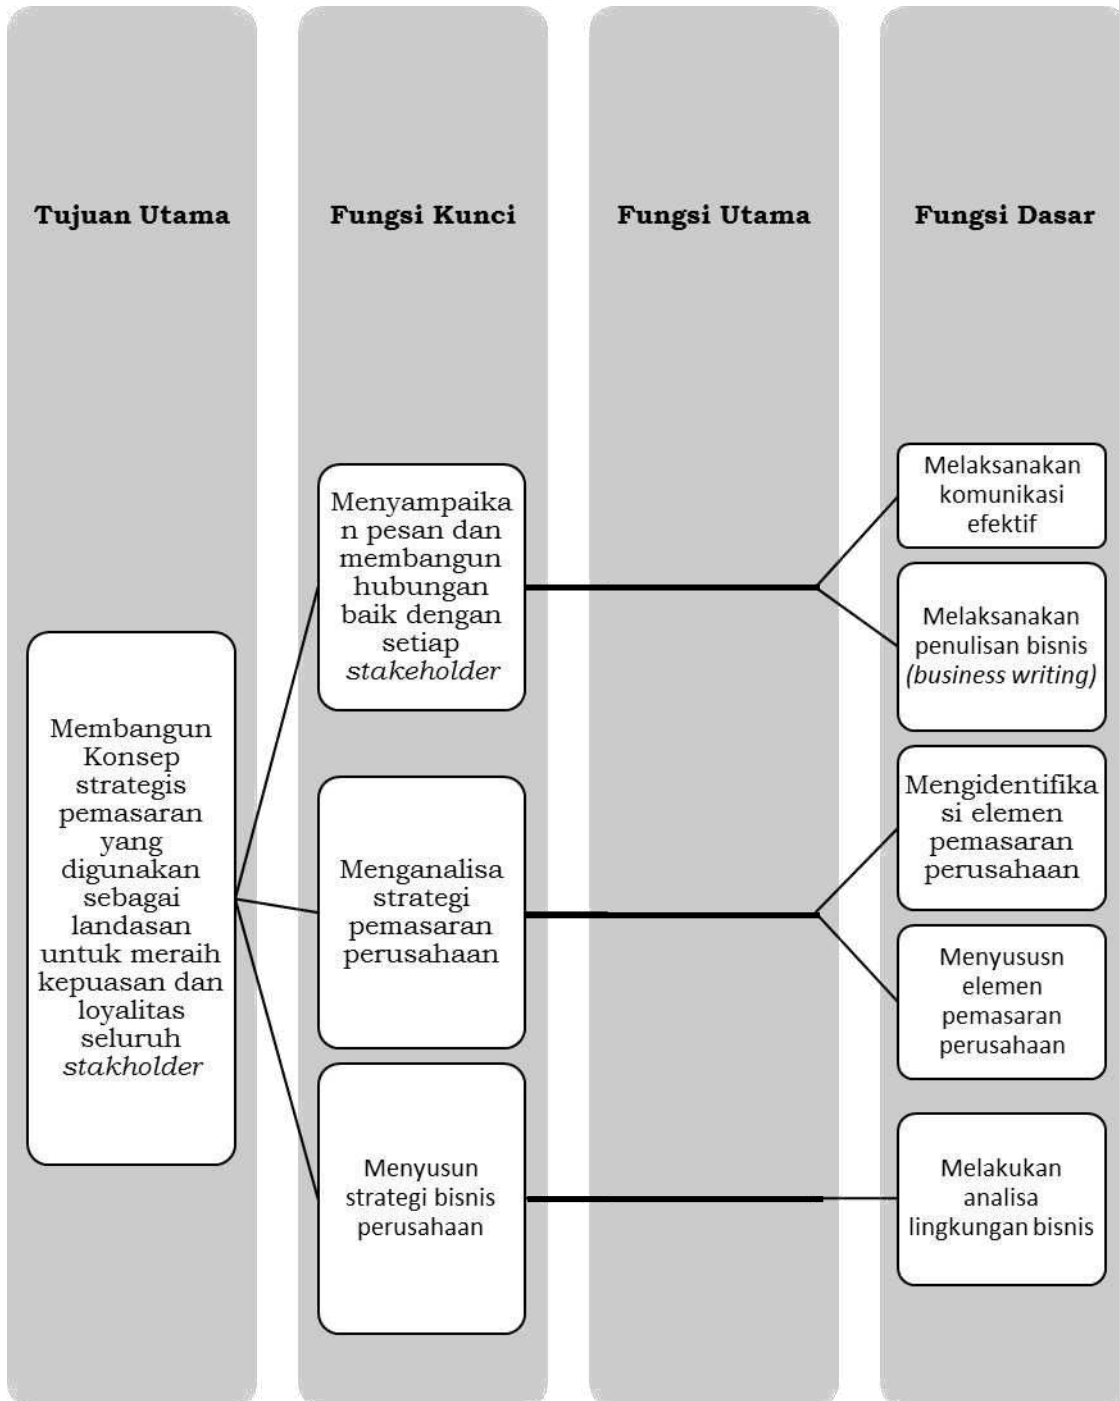 Tujuan Utama
Fungsi Kunci
Fungsi Utama
Fungsi Dasar
Membangun
Konsep
strategis
pemasaran
yang
digunakan
sebagai
landasan
untuk meraih
kepuasan dan
loyalitas
seluruh
stakholder
Menyampaika
n pesan dan
membangun
hubungan
baik dengan
setiap
stakeholder
Menganalisa
strategi
pemasaran
perusahaan
Menyusun
strategi bisnis
perusahaan
Melaksanakan
komunikasi
efektif
Melaksanakan
penulisan bisnis
(business writing)
Mengidentifika
si elemen
pemasaran
perusahaan
Menyususn
elemen
pemasaran
perusahaan
Melakukan
analisa
lingkungan bisnis